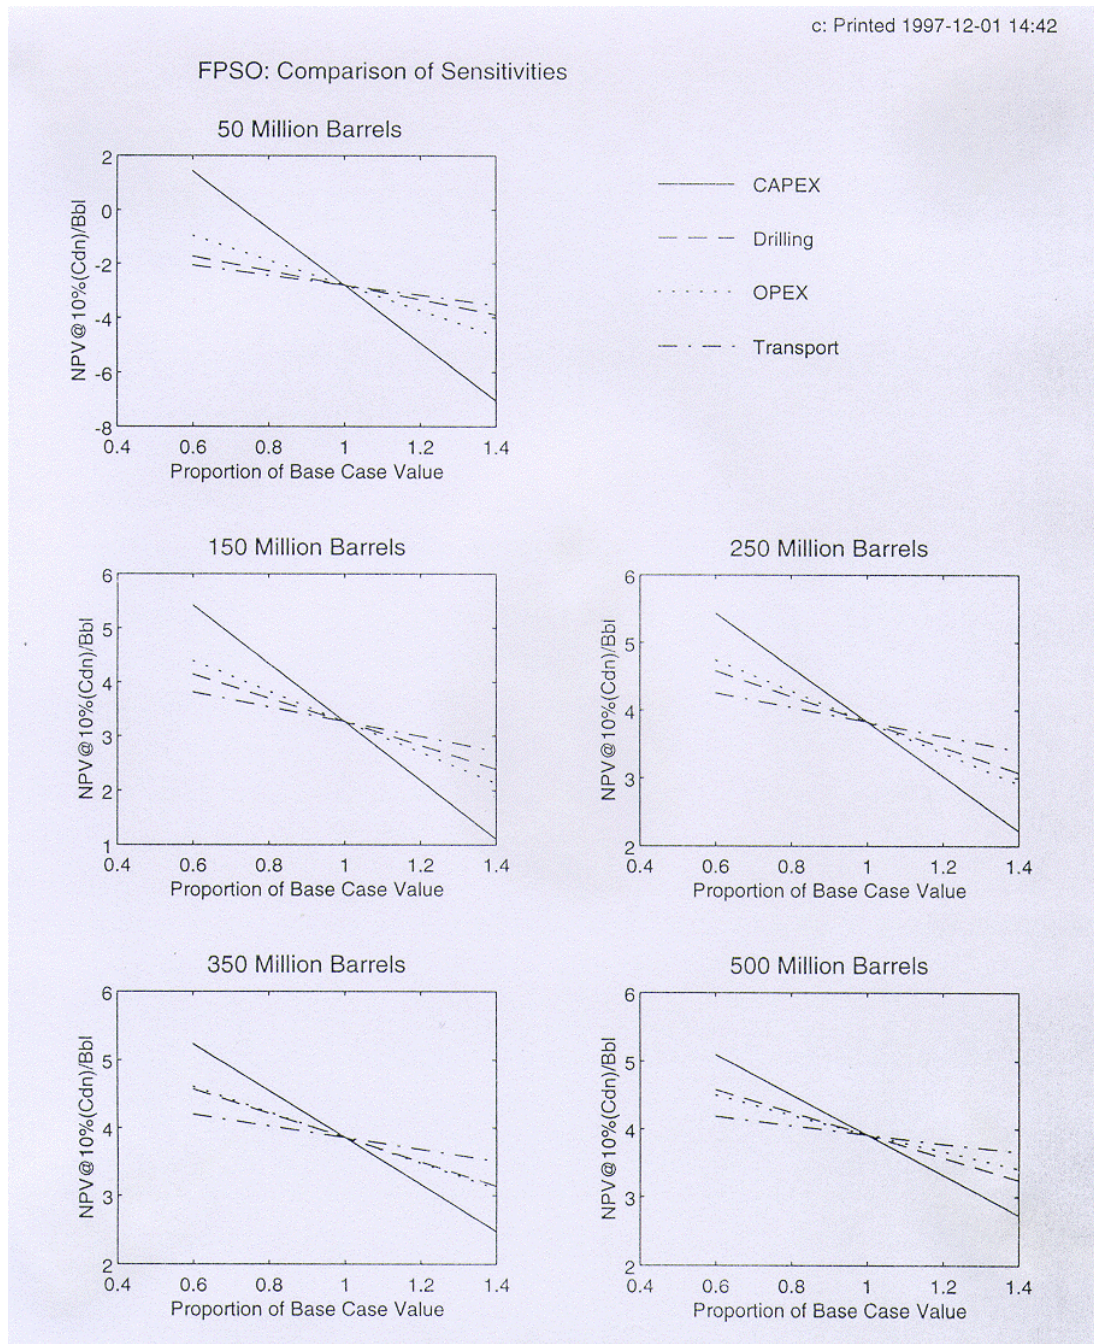 c: Printed 1997-12-01 14:42
FPSO: Comparison of Sensitivities
50 Million Barrels
NPV@10%(Cdn)/Bbl
2
0
-2
-4
-6
-8
0.4 0.6 0.8 1 1.2 1.4
Proportion of Base Case Value
CAPEX
Drilling
OPEX
Transport
150 Million Barrels
NPV@10%(Cdn)/Bbl
6
5
4
3
2
1
0.4 0.6 0.8 1 1.2 1.4
Proportion of Base Case Value
250 Million Barrels
NPV@10%(Cdn)/Bbl
6
5
4
3
2
0.4 0.6 0.8 1 1.2 1.4
Proportion of Base Case Value
350 Million Barrels
NPV@10%(Cdn)/Bbl
6
5
4
3
2
0.4 0.6 0.8 1 1.2 1.4
Proportion of Base Case Value
500 Million Barrels
NPV@10%(Cdn)/Bbl
6
5
4
3
2
0.4 0.6 0.8 1 1.2 1.4
Proportion of Base Case Value